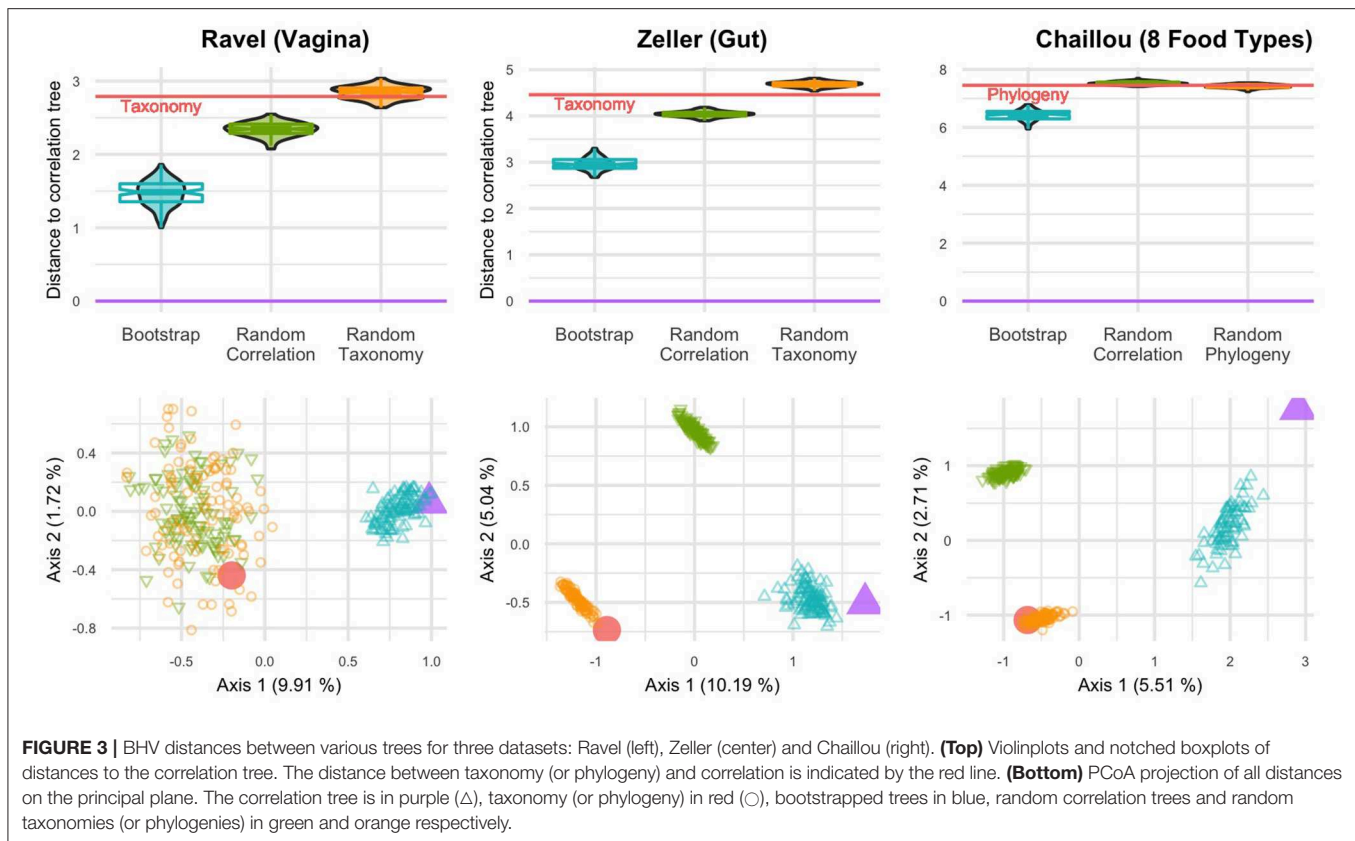 Ravel (Vagina)
Zeller (Gut)
Chaillou (8 Food Types)
Distance to correlation tree
3
2
1
0
Taxonomy
Bootstrap
Random
Correlation
Random
Taxonomy
Distance to correlation tree
5
4
3
2
1
0
Taxonomy
Bootstrap
Random
Correlation
Random
Taxonomy
8
6
4
2
0
Phylogeny
Bootstrap
Random
Correlation
Random
Phylogeny
Axis 2 (1.72 %)
0.4
0.0
-0.4
-0.8
-0.5
0.0
0.5
1.0
Axis 1 (9.91 %)
Axis 2 (5.04 %)
1.0
0.5
0.0
-0.5
-1
0
1
Axis 1 (10.19 %)
Axis 2 (2.71 %)
1
0
-1
-1
0
1
2
3
Axis 1 (5.51 %)
FIGURE 3 | BHV distances between various trees for three datasets: Ravel (left), Zeller (center) and Chaillou (right). (Top) Violinplots and notched boxplots of
distances to the correlation tree. The distance between taxonomy (or phylogeny) and correlation is indicated by the red line. (Bottom) PCoA projection of all distances
on the principal plane. The correlation tree is in purple (△), taxonomy (or phylogeny) in red (○), bootstrapped trees in blue, random correlation trees and random
taxonomies (or phylogenies) in green and orange respectively.